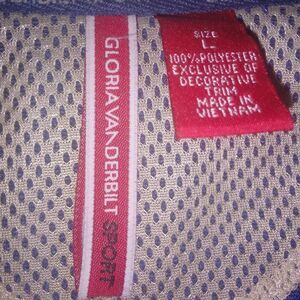 GLORIA VANDERBILT SPORT
SIZE
L
100% POLYESTER
EXCLUSIVE OF
DECORATIVE
TRIM
MADE IN
VIETNAM